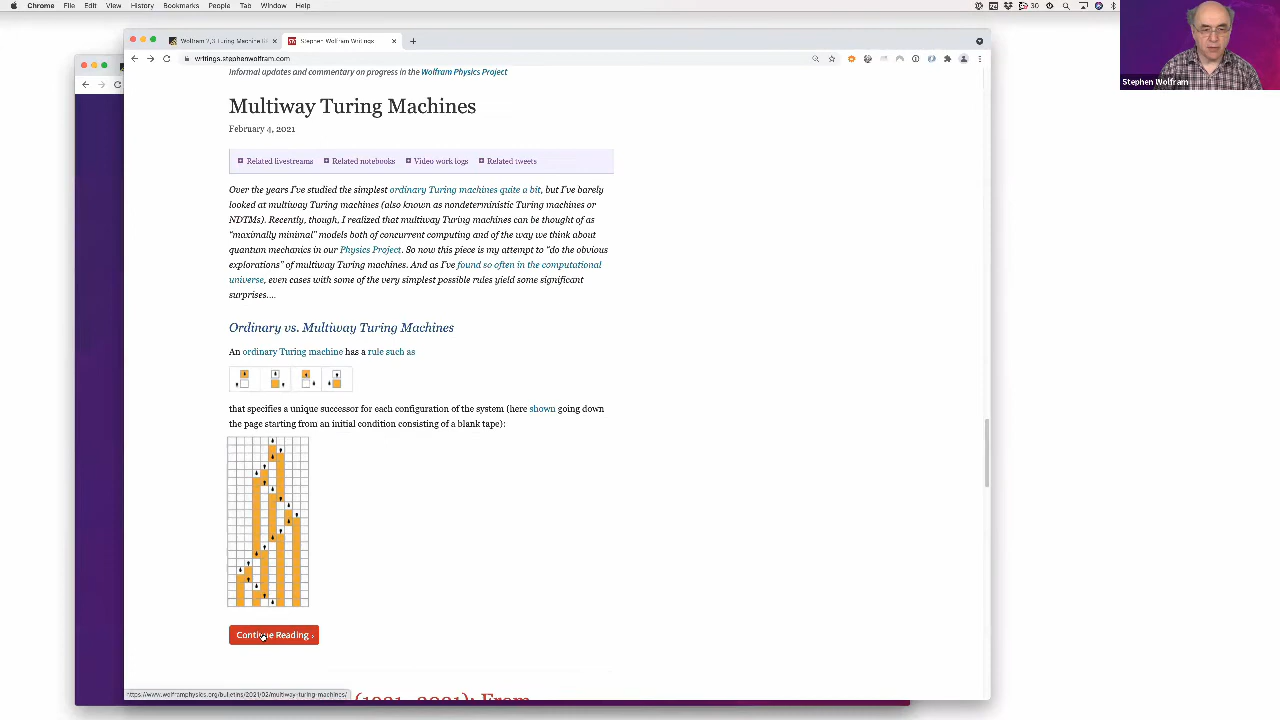 Chrome File Edit View History Bookmarks People Tab Window Help
30
Wolfram 2,3 Turing Machine
Stephen Wolfram Writings
writings.stephenwolfram.com
Stephen Wolfram
Informal updates and commentary on progress in the Wolfram Physics Project
Multiway Turing Machines
February 4, 2021
Related livestreams Related notebooks Video work logs Related tweets
Over the years I've studied the simplest ordinary Turing machines quite a bit, but I've barely
looked at multiway Turing machines (also known as nondeterministic Turing machines or
NDTMs). Recently, though, I realized that multiway Turing machines can be thought of as
“maximally minimal” models both of concurrent computing and of the way we think about
quantum mechanics in our Physics Project. So now this piece is my attempt to “do the obvious
explorations” of multiway Turing machines. And as I've found so often in the computational
universe, even cases with some of the very simplest possible rules yield some significant
surprises....
Ordinary vs. Multiway Turing Machines
An ordinary Turing machine has a rule such as
that specifies a unique successor for each configuration of the system (here shown going down
the page starting from an initial condition consisting of a blank tape):
Continue Reading ›
https://www.wolframphysics.org/bulletins/2021/02/multiway-turing-machines/
From